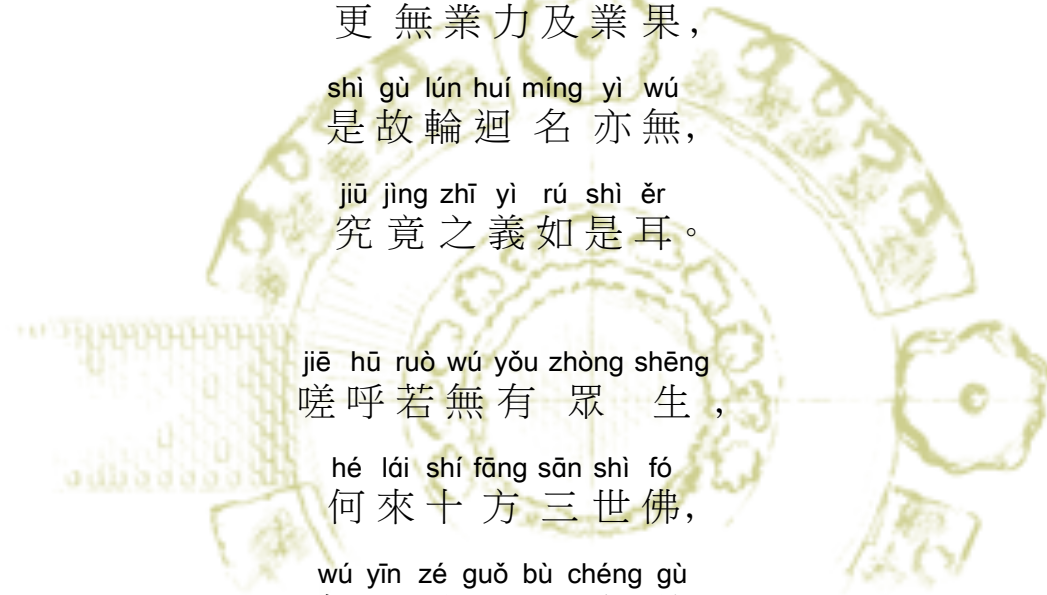 更無業力及業果，
shì gù lún huí míng yì wú
是故輪迴名亦無，
jiū jìng zhī yì rú shì ěr
究竟之義如是耳。
jiē hū ruò wú yǒu zhòng shēng
嗟呼若無有眾生，
hé lái shí fāng sān shì fó
何來十方三世佛，
wú yīn zé guǒ bù chéng gù